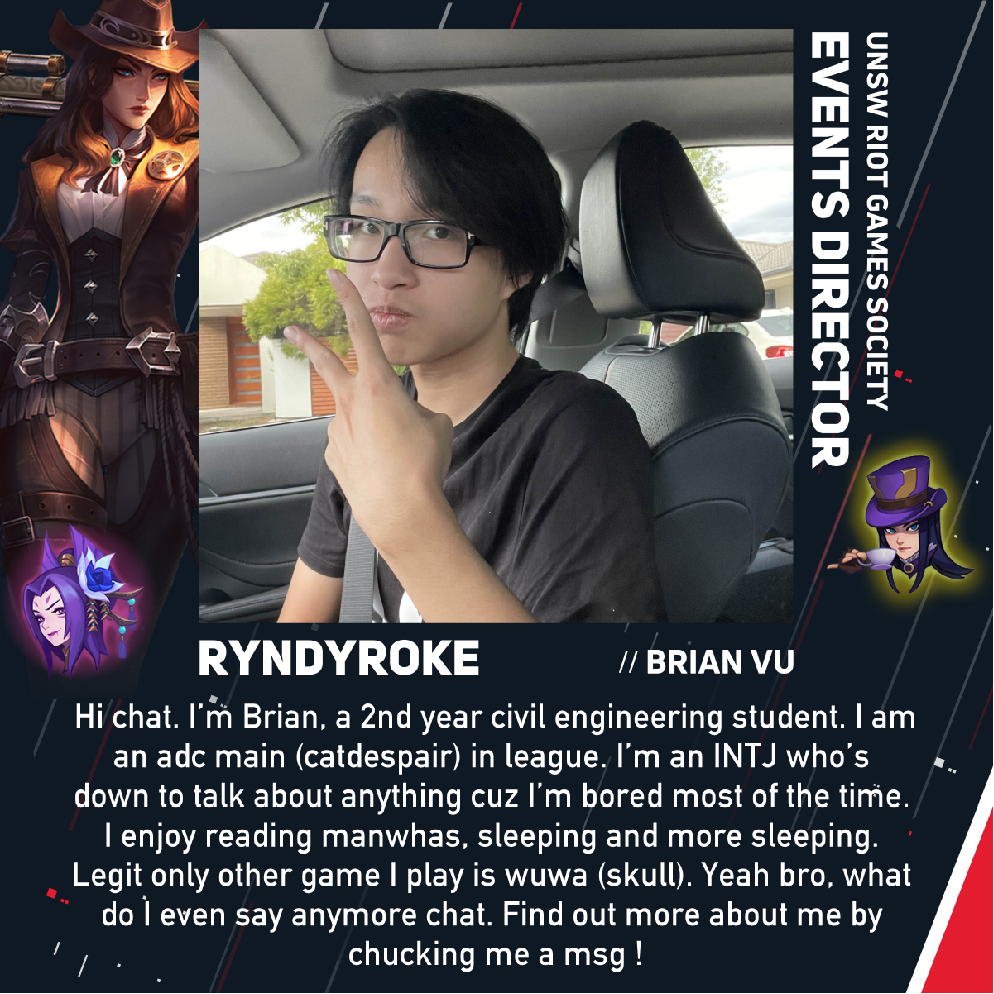 UNSW RIOT GAMES SOCIETY
EVENTS DIRECTOR
RYNDYROKE
// BRIAN VU
Hi chat. I'm Brian, a 2nd year civil engineering student. I am
an adc main (catdespair) in league. I'm an INTJ who's
down to talk about anything cuz I'm bored most of the time.
I enjoy reading manwhas, sleeping and more sleeping.
Legit only other game I play is wuwa (skull). Yeah bro, what
do I even say anymore chat. Find out more about me by
chucking me a msg !